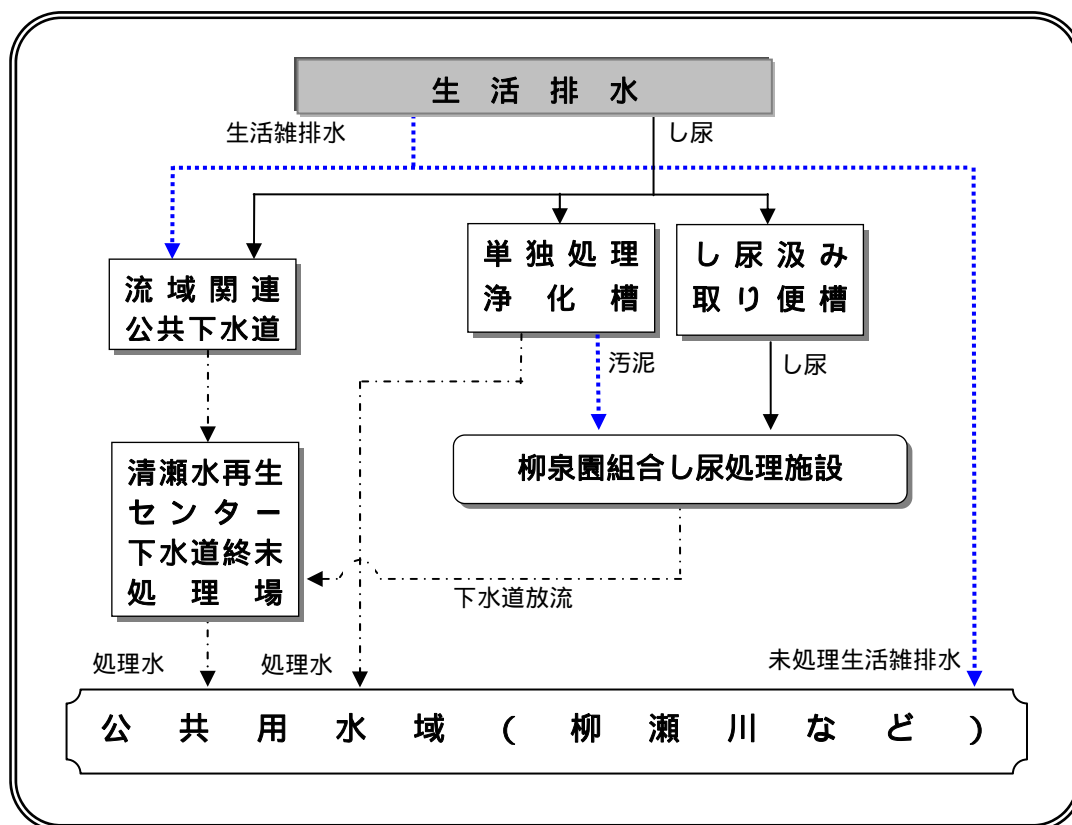 生活排水
生活雑排水
し尿
単独処理
浄化槽
し尿汲み
取り便槽
流域関連
公共下水道
汚泥
し尿
清瀬水再生
センター
下水道終末
処理場
柳泉園組合し尿処理施設
下水道放流
処理水
処理水
未処理生活雑排水
公共用水域(柳瀬川など)